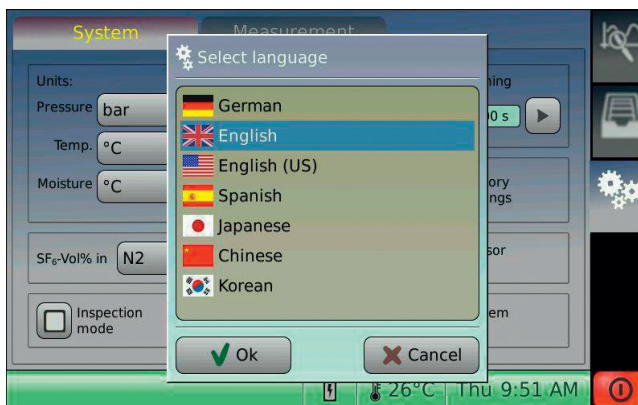 System
Measurement
Select language
Units:
Pressure bar
Temp. °C
Moisture °C
SF₆-Vol% in N2
Inspection
mode
German
English
English (US)
Spanish
Japanese
Chinese
Korean
Ok
Cancel
26°C Thu 9:51 AM